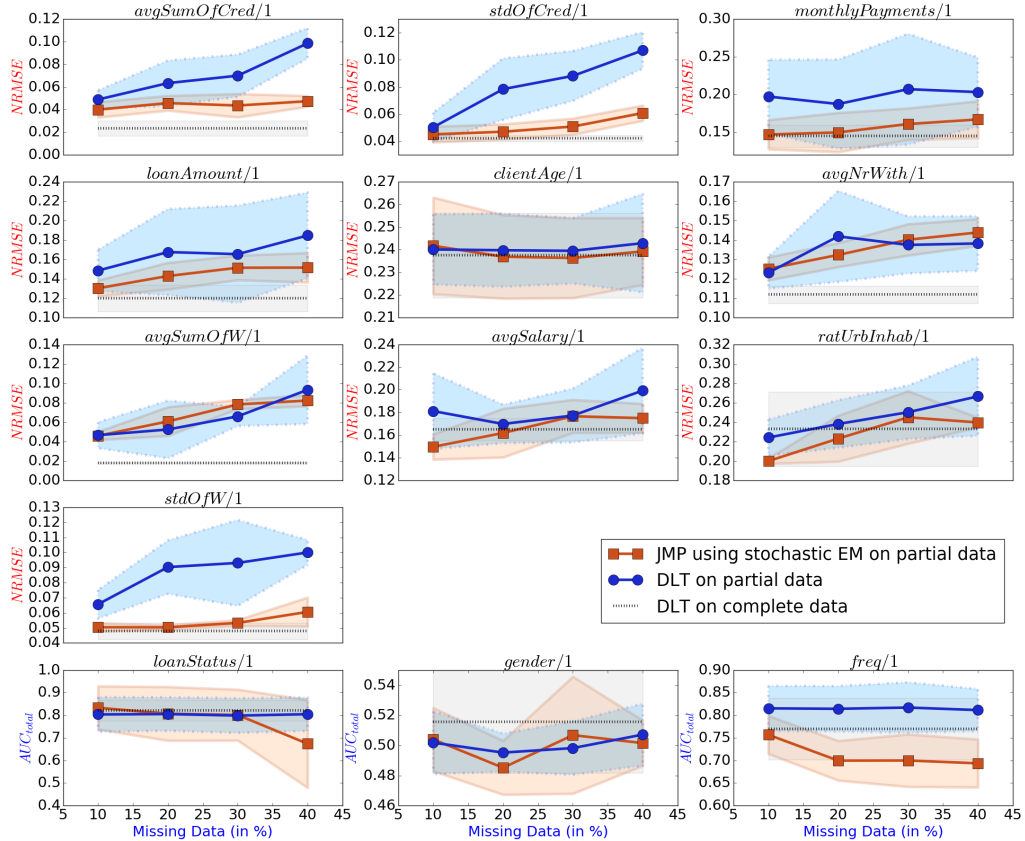 avgSumOfCred/1
NRMSE
0.12
0.10
0.08
0.06
0.04
0.02
0.00
stdOfCred/1
NRMSE
0.12
0.10
0.08
0.06
0.04
monthlyPayments/1
NRMSE
0.30
0.25
0.20
0.15
loanAmount/1
NRMSE
0.24
0.22
0.20
0.18
0.16
0.14
0.12
0.10
clientAge/1
NRMSE
0.27
0.26
0.25
0.24
0.23
0.22
0.21
avgNrWith/1
NRMSE
0.17
0.16
0.15
0.14
0.13
0.12
0.11
0.10
avgSumOfW/1
NRMSE
0.14
0.12
0.10
0.08
0.06
0.04
0.02
0.00
avgSalary/1
NRMSE
0.24
0.22
0.20
0.18
0.16
0.14
0.12
ratUrbInhab/1
NRMSE
0.32
0.30
0.28
0.26
0.24
0.22
0.20
0.18
stdOfW/1
NRMSE
0.13
0.12
0.11
0.10
0.09
0.08
0.07
0.06
0.05
0.04
JMP using stochastic EM on partial data
DLT on partial data
DLT on complete data
loanStatus/1
AUC_total
1.0
0.9
0.8
0.7
0.6
0.5
0.4
5 10 15 20 25 30 35 40 45
Missing Data (in %)
gender/1
AUC_total
0.54
0.52
0.50
0.48
0.46
5 10 15 20 25 30 35 40 45
Missing Data (in %)
freq/1
AUC_total
0.90
0.85
0.80
0.75
0.70
0.65
0.60
5 10 15 20 25 30 35 40 45
Missing Data (in %)